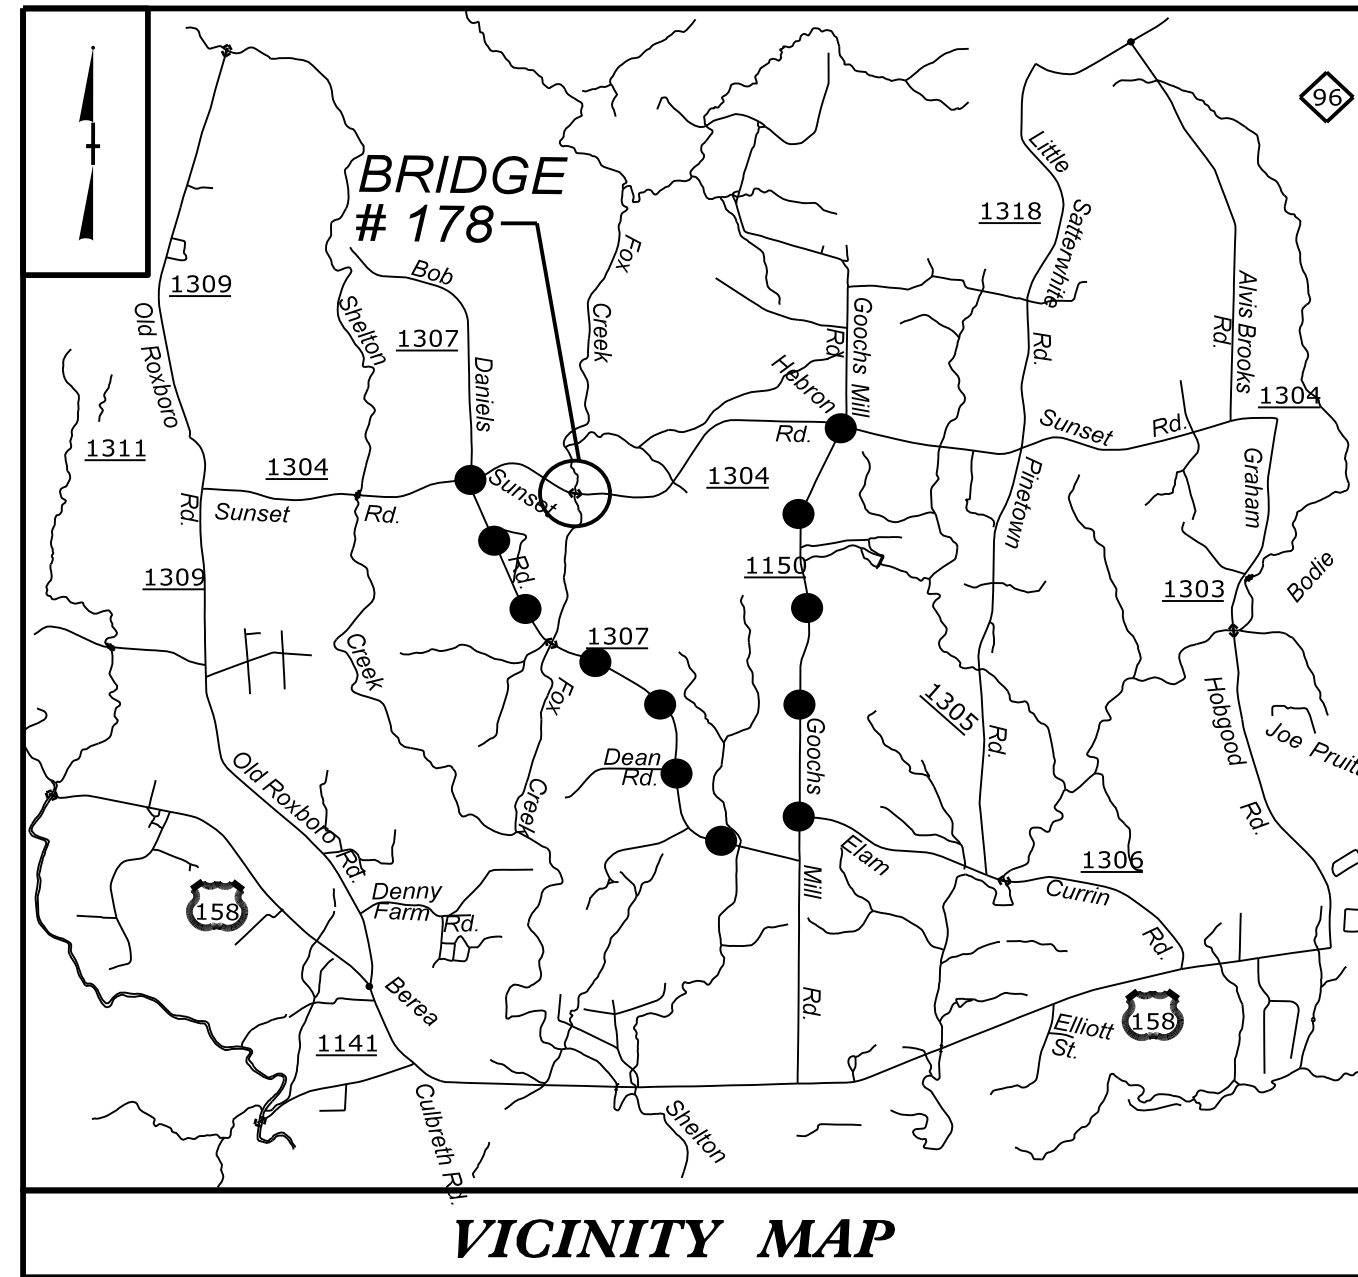 96
BRIDGE
# 178
Little
Satterwhite
Rd.
1318
Fox
Creek
Bob
Daniels
Rd.
1309
1307
Old Roxboro
Rd.
Shelton
Creek
Goochs Mill
Rd
Hebron
Rd.
Alvis Brooks
Rd.
1304
Sunset
Rd.
1311
1304
Sunset
Rd.
Sunset
1304
Pinetown
Rd.
Graham
1150
1309
1303
Bodie
1307
Fox
Creek
1305
Hobgood
Rd.
Joe Pruit
Goochs
Mill
Rd.
Dean
Rd.
Old Roxboro
Rd.
Elam
1306
Currin
Rd.
158
Denny
Farm
Rd.
Berea
158
Elliott
St.
1141
Culbreth Rd.
Shelton
VICINITY MAP